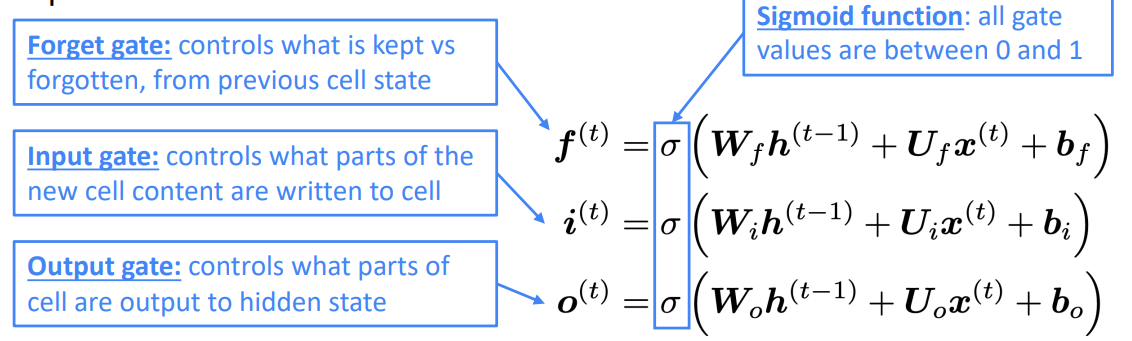 Sigmoid function: all gate
values are between 0 and 1
Forget gate: controls what is kept vs
forgotten, from previous cell state
Input gate: controls what parts of the
new cell content are written to cell
Output gate: controls what parts of
cell are output to hidden state
f^(t) = σ(W_f h^(t−1) + U_f x^(t) + b_f)
i^(t) = σ(W_i h^(t−1) + U_i x^(t) + b_i)
o^(t) = σ(W_o h^(t−1) + U_o x^(t) + b_o)